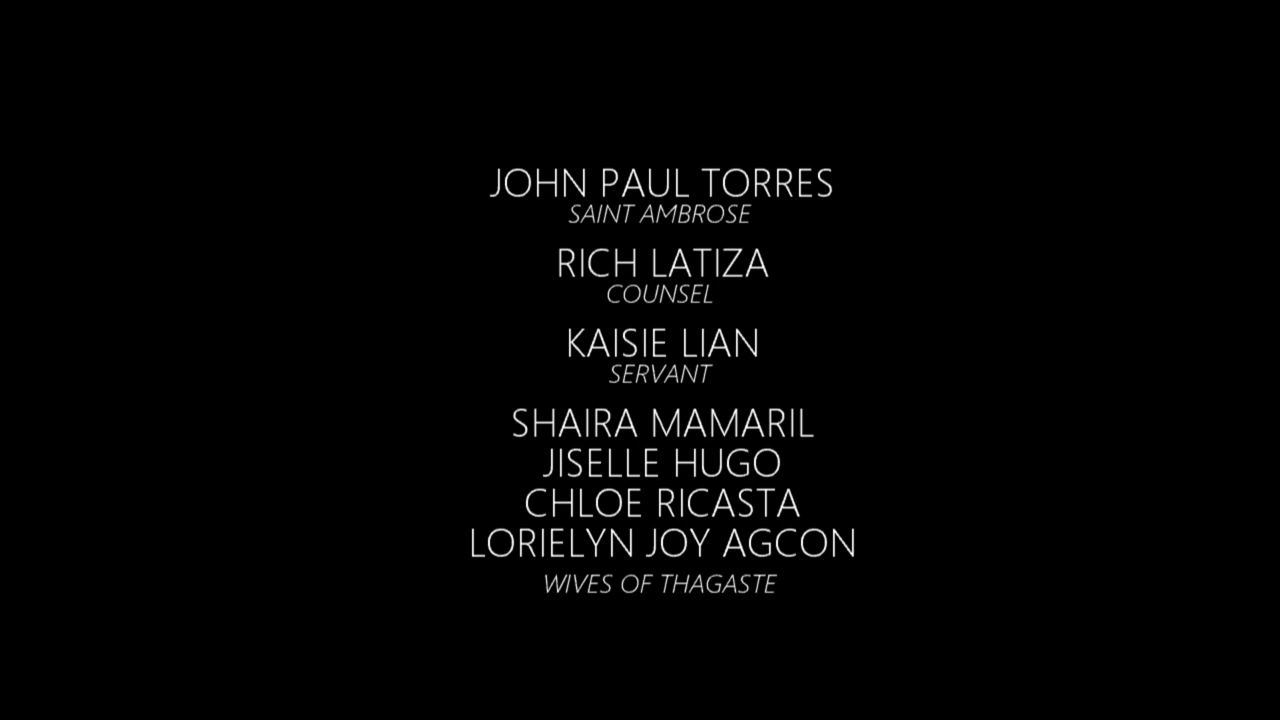 JOHN PAUL TORRES
SAINT AMBROSE
RICH LATIZA
COUNSEL
KAISIE LIAN
SERVANT
SHAIRA MAMARIL
JISELLE HUGO
CHLOE RICASTA
LORIELYN JOY AGCON
WIVES OF THAGASTE